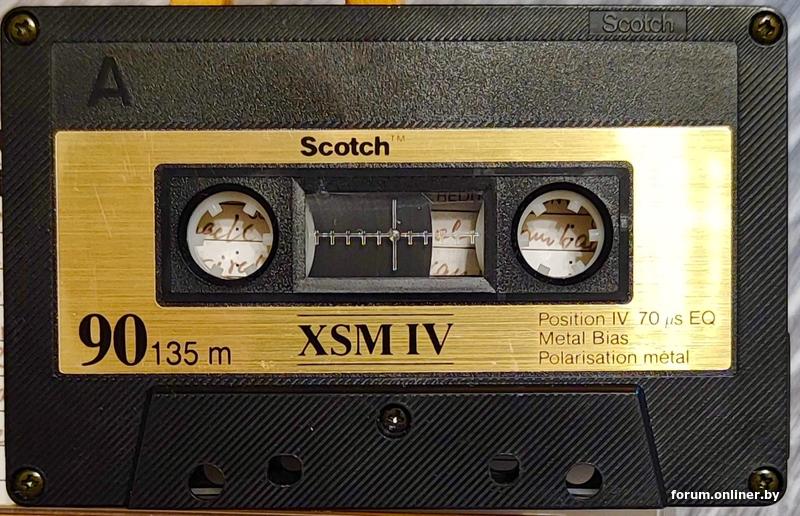 Scotch
A
Scotch™
90 135 m
XSM IV
Position IV 70 µs EQ
Metal Bias
Polarisation métal
forum.onliner.by